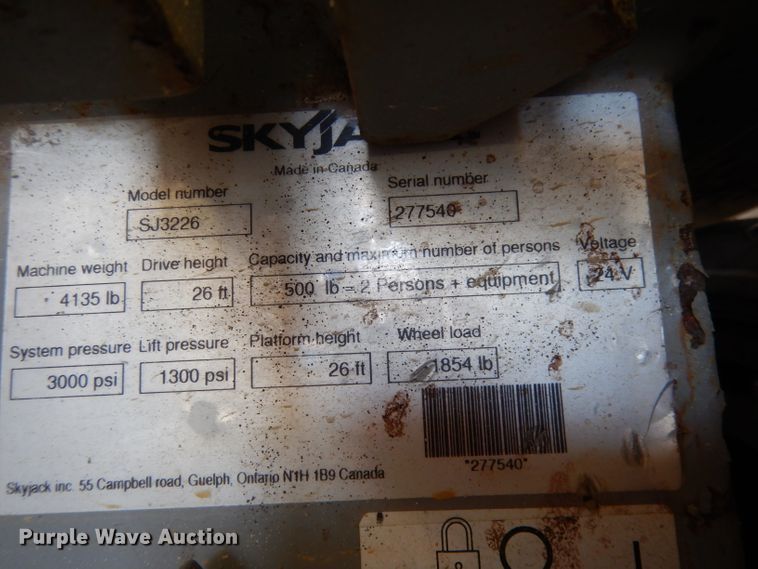 SKYJA
Made in Canada
Model number
SJ3226
Serial number
277540
Machine weight
4135 lb
Drive height
26 ft
Capacity and maximum number of persons
500 lb - 2 Persons + equipment
Voltage
24 V
System pressure
3000 psi
Lift pressure
1300 psi
Platform height
26 ft
Wheel load
1854 lb
"277540"
Skyjack inc. 55 Campbell road, Guelph, Ontario N1H 1B9 Canada
Purple Wave Auction